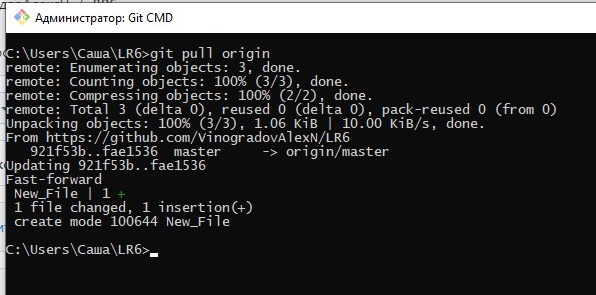 Администратор: Git CMD
C:\Users\Саша\LR6>git pull origin
remote: Enumerating objects: 3, done.
remote: Counting objects: 100% (3/3), done.
remote: Compressing objects: 100% (2/2), done.
remote: Total 3 (delta 0), reused 0 (delta 0), pack-reused 0 (from 0)
Unpacking objects: 100% (3/3), 1.06 KiB | 10.00 KiB/s, done.
From https://github.com/VinogradovAlexN/LR6
   921f53b..fae1536  master     -> origin/master
Updating 921f53b..fae1536
Fast-forward
 New_File | 1 +
 1 file changed, 1 insertion(+)
 create mode 100644 New_File
C:\Users\Саша\LR6>